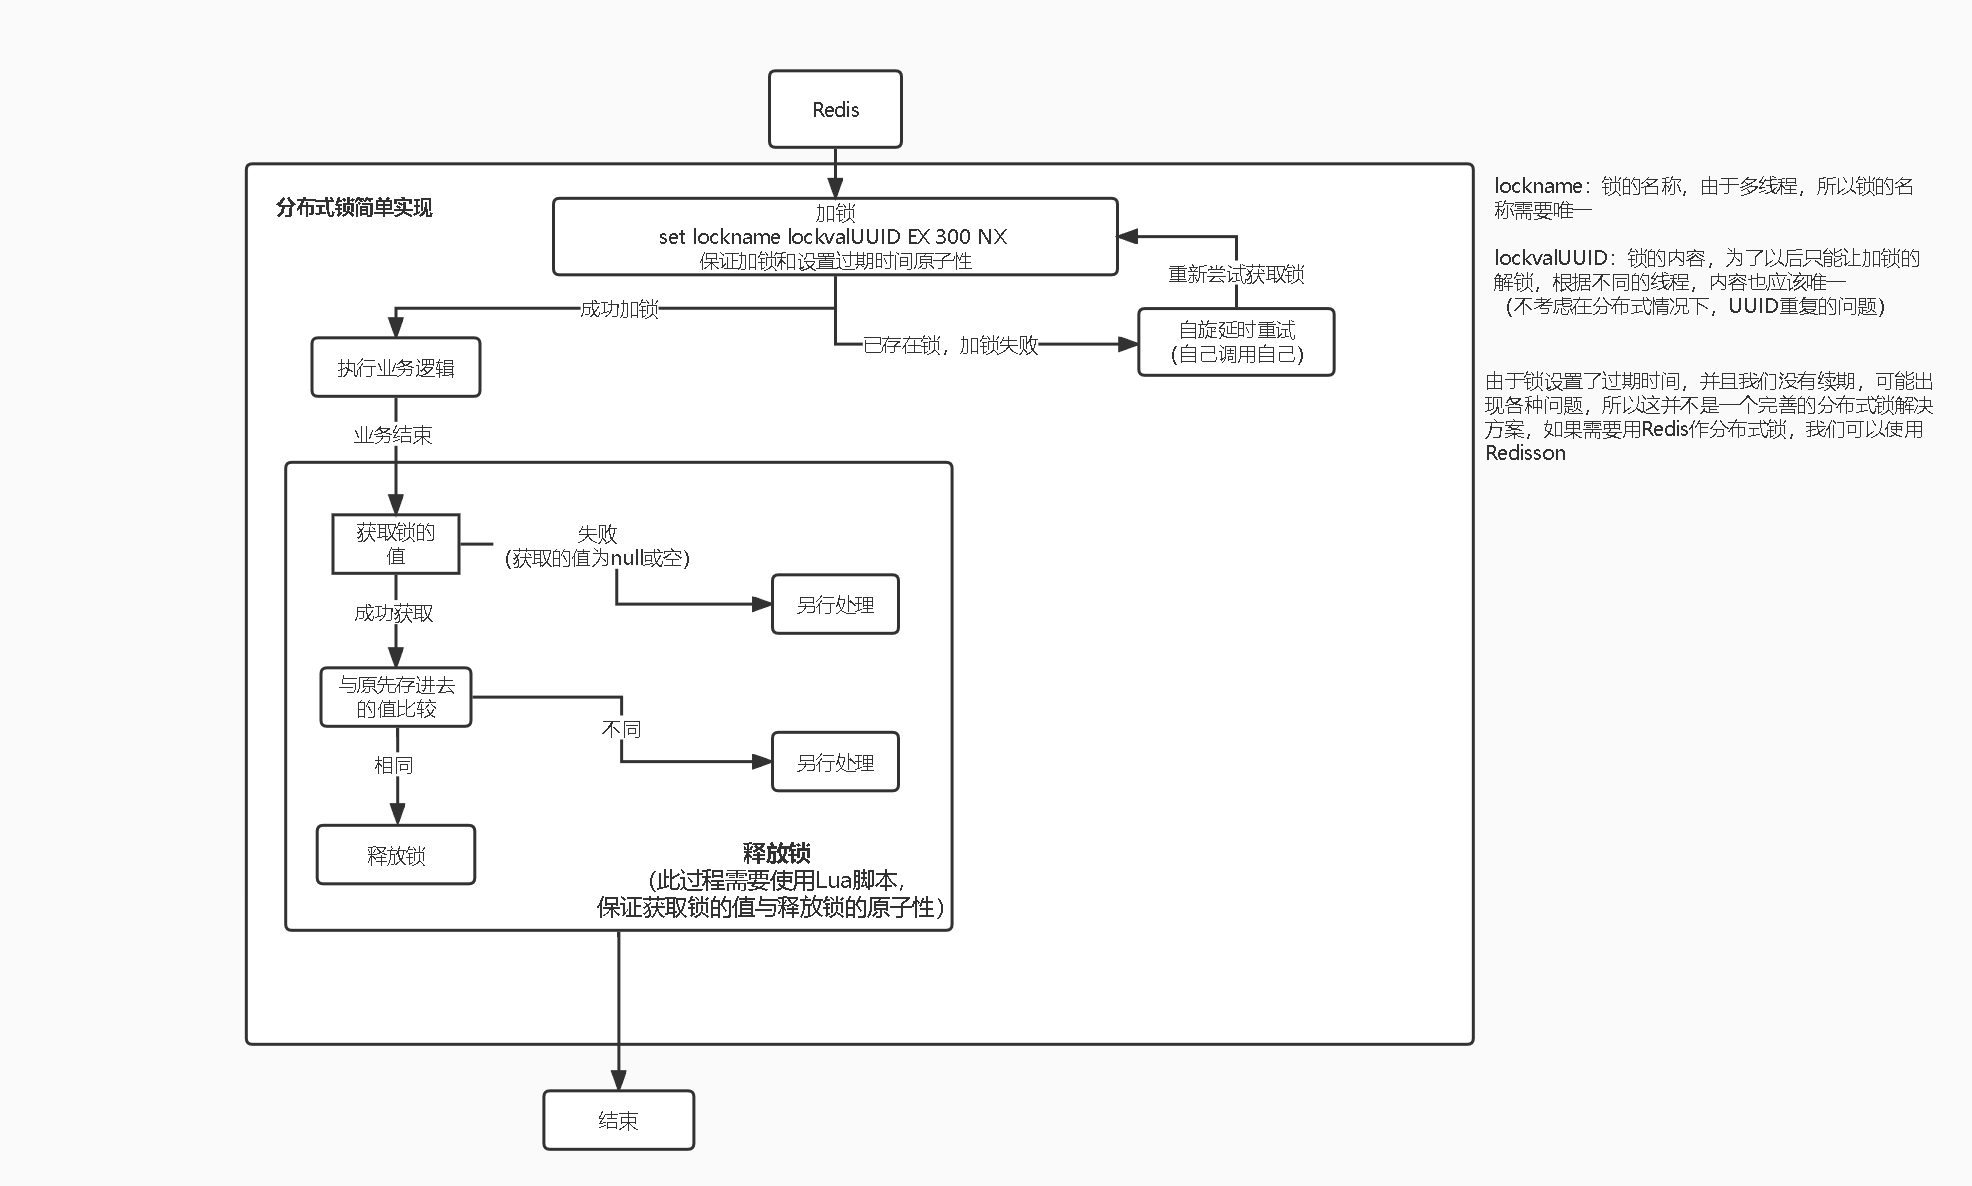 Redis
分布式锁简单实现
加锁
set lockname lockvalUUID EX 300 NX
保证加锁和设置过期时间原子性
lockname：锁的名称，由于多线程，所以锁的名
称需要唯一
lockvalUUID：锁的内容，为了以后只能让加锁的
解锁，根据不同的线程，内容也应该唯一
（不考虑在分布式情况下，UUID重复的问题）
重新尝试获取锁
成功加锁
已存在锁，加锁失败
自旋延时重试
(自己调用自己)
执行业务逻辑
由于锁设置了过期时间，并且我们没有续期，可能出
现各种问题，所以这并不是一个完善的分布式锁解决
方案，如果需要用Redis作分布式锁，我们可以使用
Redisson
业务结束
获取锁的
值
失败
(获取的值为null或空)
另行处理
成功获取
与原先存进去
的值比较
不同
另行处理
相同
释放锁
释放锁
(此过程需要使用Lua脚本,
保证获取锁的值与释放锁的原子性)
结束